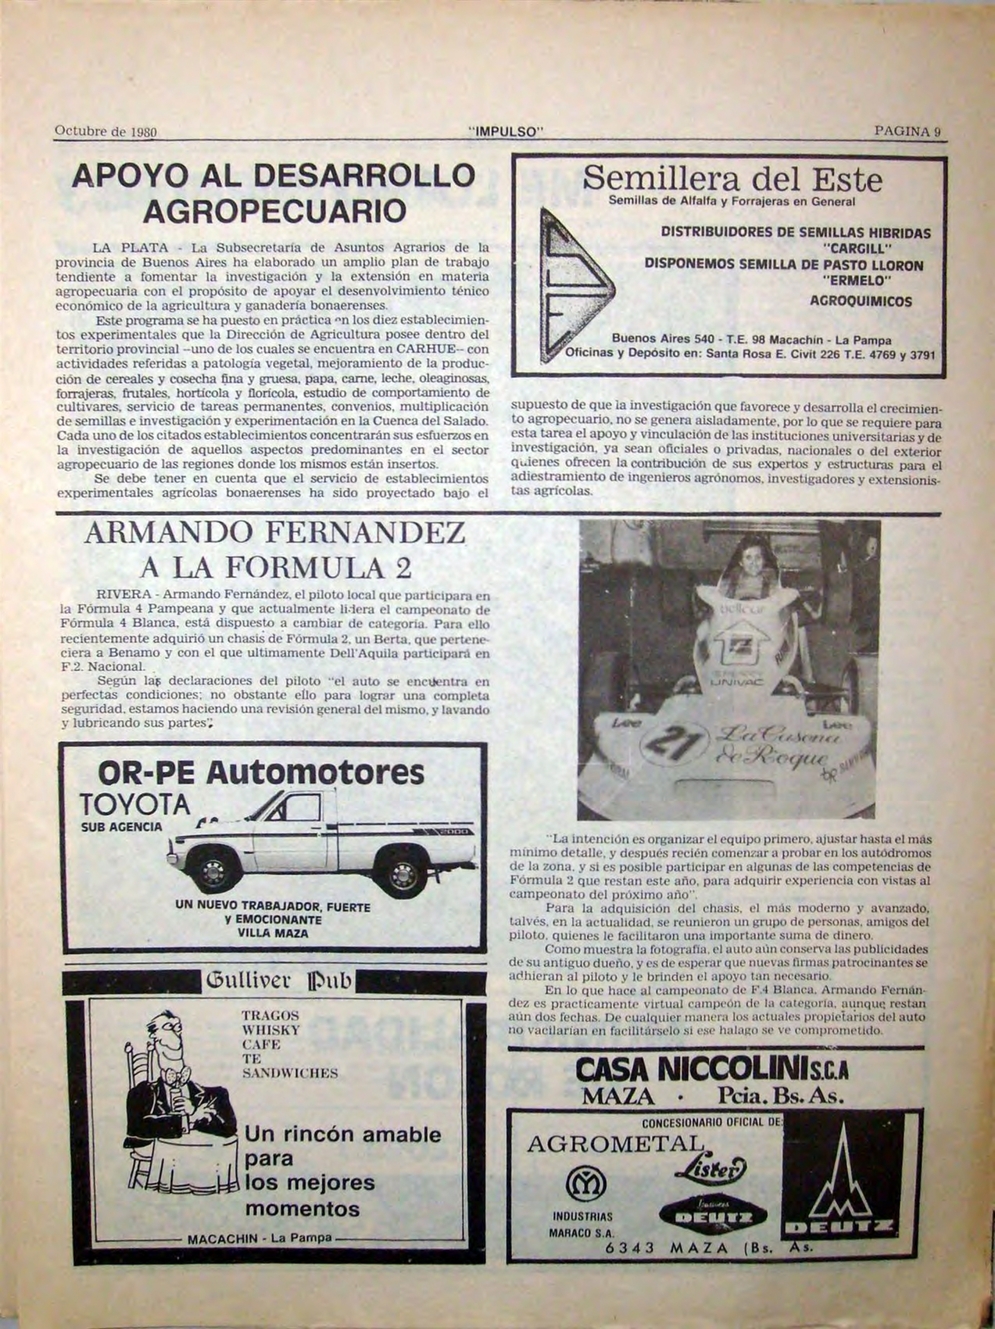 Octubre de 1980
"IMPULSO"
PAGINA 9
APOYO AL DESARROLLO
AGROPECUARIO
LA PLATA - La Subsecretaría de Asuntos Agrarios de la
provincia de Buenos Aires ha elaborado un amplio plan de trabajo
tendiente a fomentar la investigación y la extensión en materia
agropecuaria con el propósito de apoyar el desenvolvimiento ténico
económico de la agricultura y ganadería bonaerenses.
Este programa se ha puesto en práctica en los diez establecimien-
tos experimentales que la Dirección de Agricultura posee dentro del
territorio provincial -uno de los cuales se encuentra en CARHUE- con
actividades referidas a patología vegetal, mejoramiento de la produc-
ción de cereales y cosecha fina y gruesa, papa, carne, leche, oleaginosas,
forrajeras, frutales, hortícola y florícola, estudio de comportamiento de
cultivares, servicio de tareas permanentes, convenios, multiplicación
de semillas e investigación y experimentación en la Cuenca del Salado.
Cada uno de los citados establecimientos concentrarán sus esfuerzos en
la investigación de aquellos aspectos predominantes en el sector
agropecuario de las regiones donde los mismos están insertos.
Se debe tener en cuenta que el servicio de establecimientos
experimentales agrícolas bonaerenses ha sido proyectado bajo el
Semillera del Este
Semillas de Alfalfa y Forrajeras en General
DISTRIBUIDORES DE SEMILLAS HIBRIDAS
"CARGILL"
DISPONEMOS SEMILLA DE PASTO LLORON
"ERMELO"
AGROQUIMICOS
Buenos Aires 540 - T.E. 98 Macachín - La Pampa
Oficinas y Depósito en: Santa Rosa E. Civit 226 T.E. 4769 y 3791
supuesto de que la investigación que favorece y desarrolla el crecimien-
to agropecuario, no se genera aisladamente, por lo que se requiere para
esta tarea el apoyo y vinculación de las instituciones universitarias y de
investigación, ya sean oficiales o privadas, nacionales o del exterior
quienes ofrecen la contribución de sus expertos y estructuras para el
adiestramiento de ingenieros agrónomos, investigadores y extensionis-
tas agrícolas.
ARMANDO FERNANDEZ
A LA FORMULA 2
RIVERA - Armando Fernández, el piloto local que participara en
la Fórmula 4 Pampeana y que actualmente lidera el campeonato de
Fórmula 4 Blanca, está dispuesto a cambiar de categoría. Para ello
recientemente adquirió un chasis de Fórmula 2, un Berta, que pertene-
ciera a Benamo y con el que ultimamente Dell'Aquila participará en
F.2. Nacional.
Según las declaraciones del piloto "el auto se encuentra en
perfectas condiciones; no obstante ello para lograr una completa
seguridad, estamos haciendo una revisión general del mismo, y lavando
y lubricando sus partes";
bellcar
SPERRY
UNIVAC
Lee
Lee
21
La Casona
de Roque
"La intención es organizar el equipo primero, ajustar hasta el más
mínimo detalle, y después recién comenzar a probar en los autódromos
de la zona, y si es posible participar en algunas de las competencias de
Fórmula 2 que restan este año, para adquirir experiencia con vistas al
campeonato del próximo año".
Para la adquisición del chasis, el más moderno y avanzado,
talvés, en la actualidad, se reunieron un grupo de personas, amigos del
piloto, quienes le facilitaron una importante suma de dinero.
Como muestra la fotografía, el auto aún conserva las publicidades
de su antiguo dueño, y es de esperar que nuevas firmas patrocinantes se
adhieran al piloto y le brinden el apoyo tan necesario.
En lo que hace al campeonato de F.4 Blanca, Armando Fernán-
dez es practicamente virtual campeón de la categoría, aunque restan
aún dos fechas. De cualquier manera los actuales propietarios del auto
no vacilarían en facilitárselo si ese halago se ve comprometido.
OR-PE Automotores
TOYOTA
SUB AGENCIA
2000
UN NUEVO TRABAJADOR, FUERTE
Y EMOCIONANTE
VILLA MAZA
Gulliver Pub
TRAGOS
WHISKY
CAFE
TE
SANDWICHES
Un rincón amable
para
los mejores
momentos
MACACHIN - La Pampa
CASA NICCOLINI S.C.A
MAZA · Pcia. Bs. As.
CONCESIONARIO OFICIAL DE:
AGROMETAL
Lister
INDUSTRIAS
MARACO S.A.
DEUTZ
DEUTZ
6343 MAZA (Bs. As.